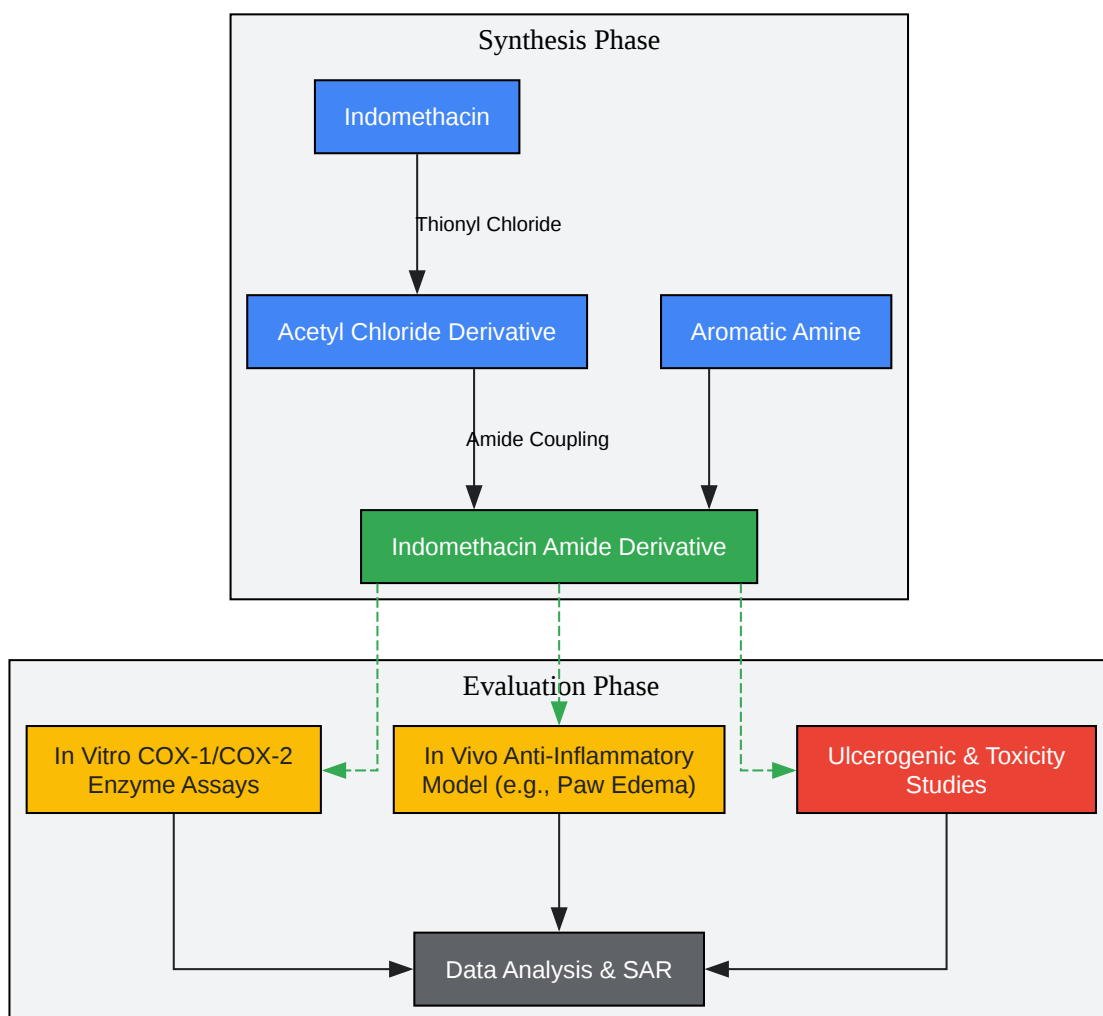 Synthesis Phase
Indomethacin
Thionyl Chloride
Acetyl Chloride Derivative
Aromatic Amine
Amide Coupling
Indomethacin Amide Derivative
Evaluation Phase
In Vitro COX-1/COX-2
Enzyme Assays
In Vivo Anti-Inflammatory
Model (e.g., Paw Edema)
Ulcerogenic & Toxicity
Studies
Data Analysis & SAR